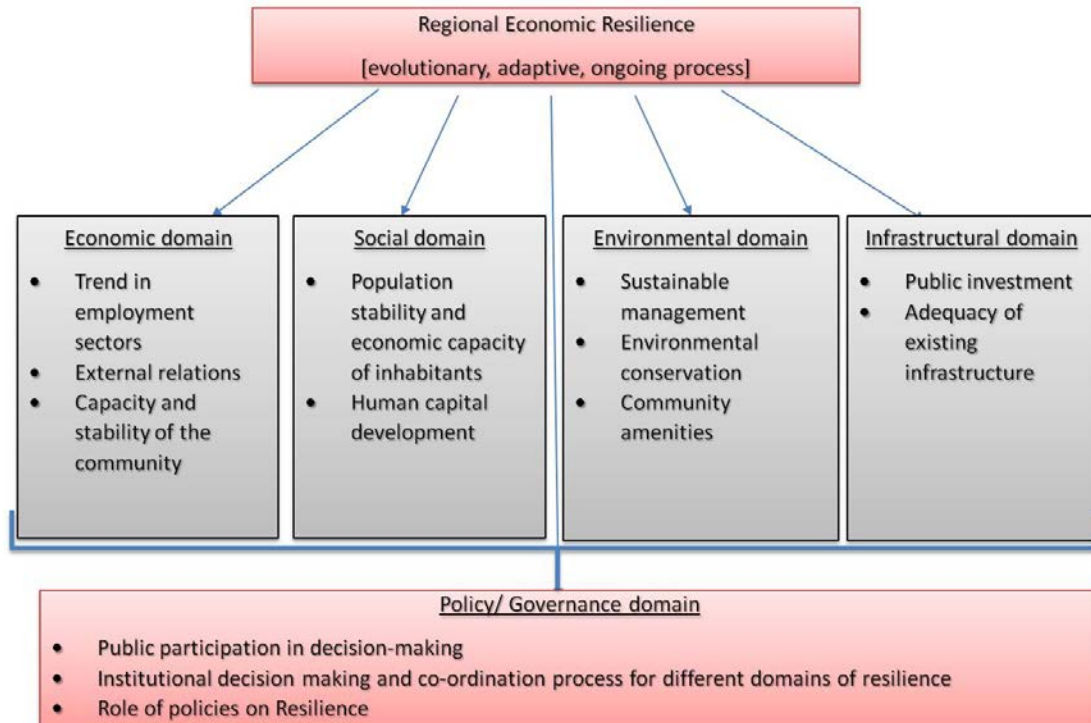 Regional Economic Resilience
[evolutionary, adaptive, ongoing process]
Economic domain
• Trend in
employment
sectors
• External relations
• Capacity and
stability of the
community
Social domain
• Population
stability and
economic capacity
of inhabitants
• Human capital
development
Environmental domain
• Sustainable
management
• Environmental
conservation
• Community
amenities
Infrastructural domain
• Public investment
• Adequacy of
existing
infrastructure
Policy/ Governance domain
• Public participation in decision-making
• Institutional decision making and co-ordination process for different domains of resilience
• Role of policies on Resilience